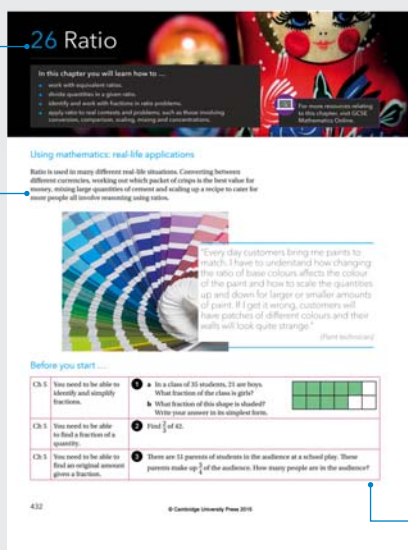 26 Ratio
In this chapter you will learn how to …
• work with equivalent ratios.
• divide quantities in a given ratio.
• identify and work with fractions in ratio problems.
• apply ratio to real contexts and problems, such as those involving
conversion, comparison, scaling, mixing and concentrations.
For more resources relating
to this chapter, visit GCSE
Mathematics Online.
Using mathematics: real-life applications
Ratio is used in many different real-life situations. Converting between
different currencies, working out which packet of crisps is the best value for
money, mixing large quantities of cement and scaling up a recipe to cater for
more people all involve reasoning using ratios.
"Every day customers bring me paints to
match. I have to understand how changing
the ratio of base colours affects the colour
of the paint and how to scale the quantities
up and down for larger or smaller amounts
of paint. If I get it wrong, customers will
have patches of different colours and their
walls will look quite strange."
(Paint technician)
Before you start …
Ch 5 You need to be able to
identify and simplify
fractions.
1 a In a class of 35 students, 21 are boys.
What fraction of the class is girls?
b What fraction of this shape is shaded?
Write your answer in its simplest form.
Ch 5 You need to be able
to find a fraction of a
quantity.
2 Find 2/3 of 42.
Ch 5 You need to be able to
find an original amount
given a fraction.
3 There are 51 parents of students in the audience at a school play. These
parents make up 3/4 of the audience. How many people are in the audience?
432
© Cambridge University Press 2015